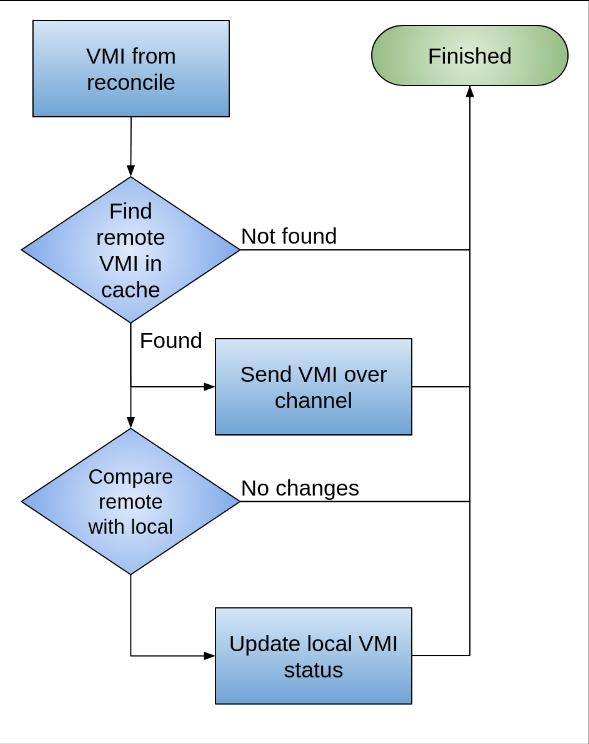 VMI from
reconcile
Finished
Find
remote
VMI in
cache
Not found
Found
Send VMI over
channel
Compare
remote
with local
No changes
Update local VMI
status